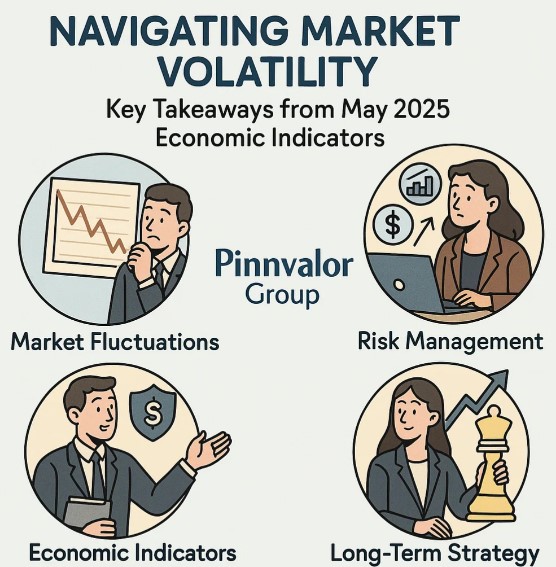 NAVIGATING MARKET
VOLATILITY
Key Takeaways from May 2025
Economic Indicators
$
Pinnvalor
Group
Market Fluctuations
Risk Management
$
Economic Indicators
Long-Term Strategy